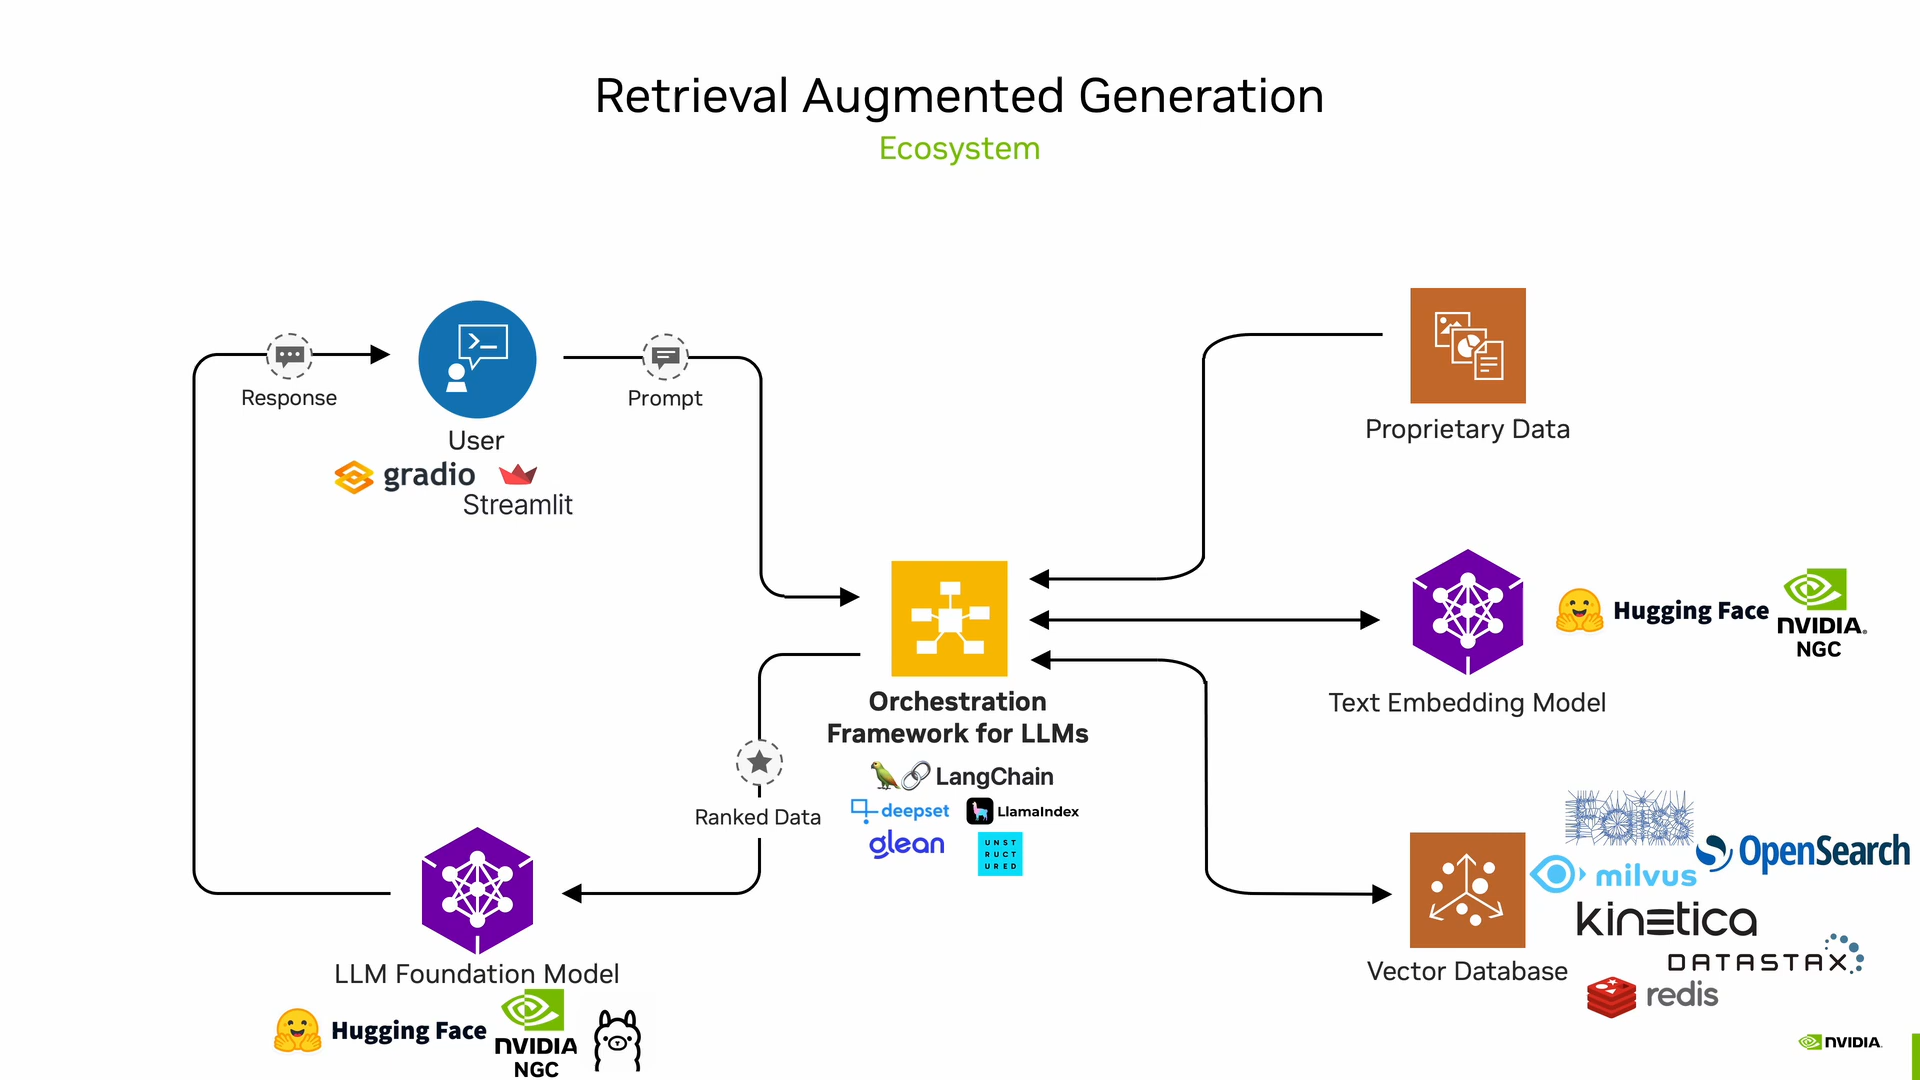 Retrieval Augmented Generation
Ecosystem
Response
User
Prompt
gradio
Streamlit
Proprietary Data
Orchestration
Framework for LLMs
LangChain
deepset
LlamaIndex
glean
UNST
RUCT
URED
Hugging Face
NVIDIA.
NGC
Text Embedding Model
Ranked Data
LLM Foundation Model
Hugging Face
NVIDIA
NGC
Faiss
OpenSearch
milvus
kinetica
DATASTAX
redis
Vector Database
NVIDIA.